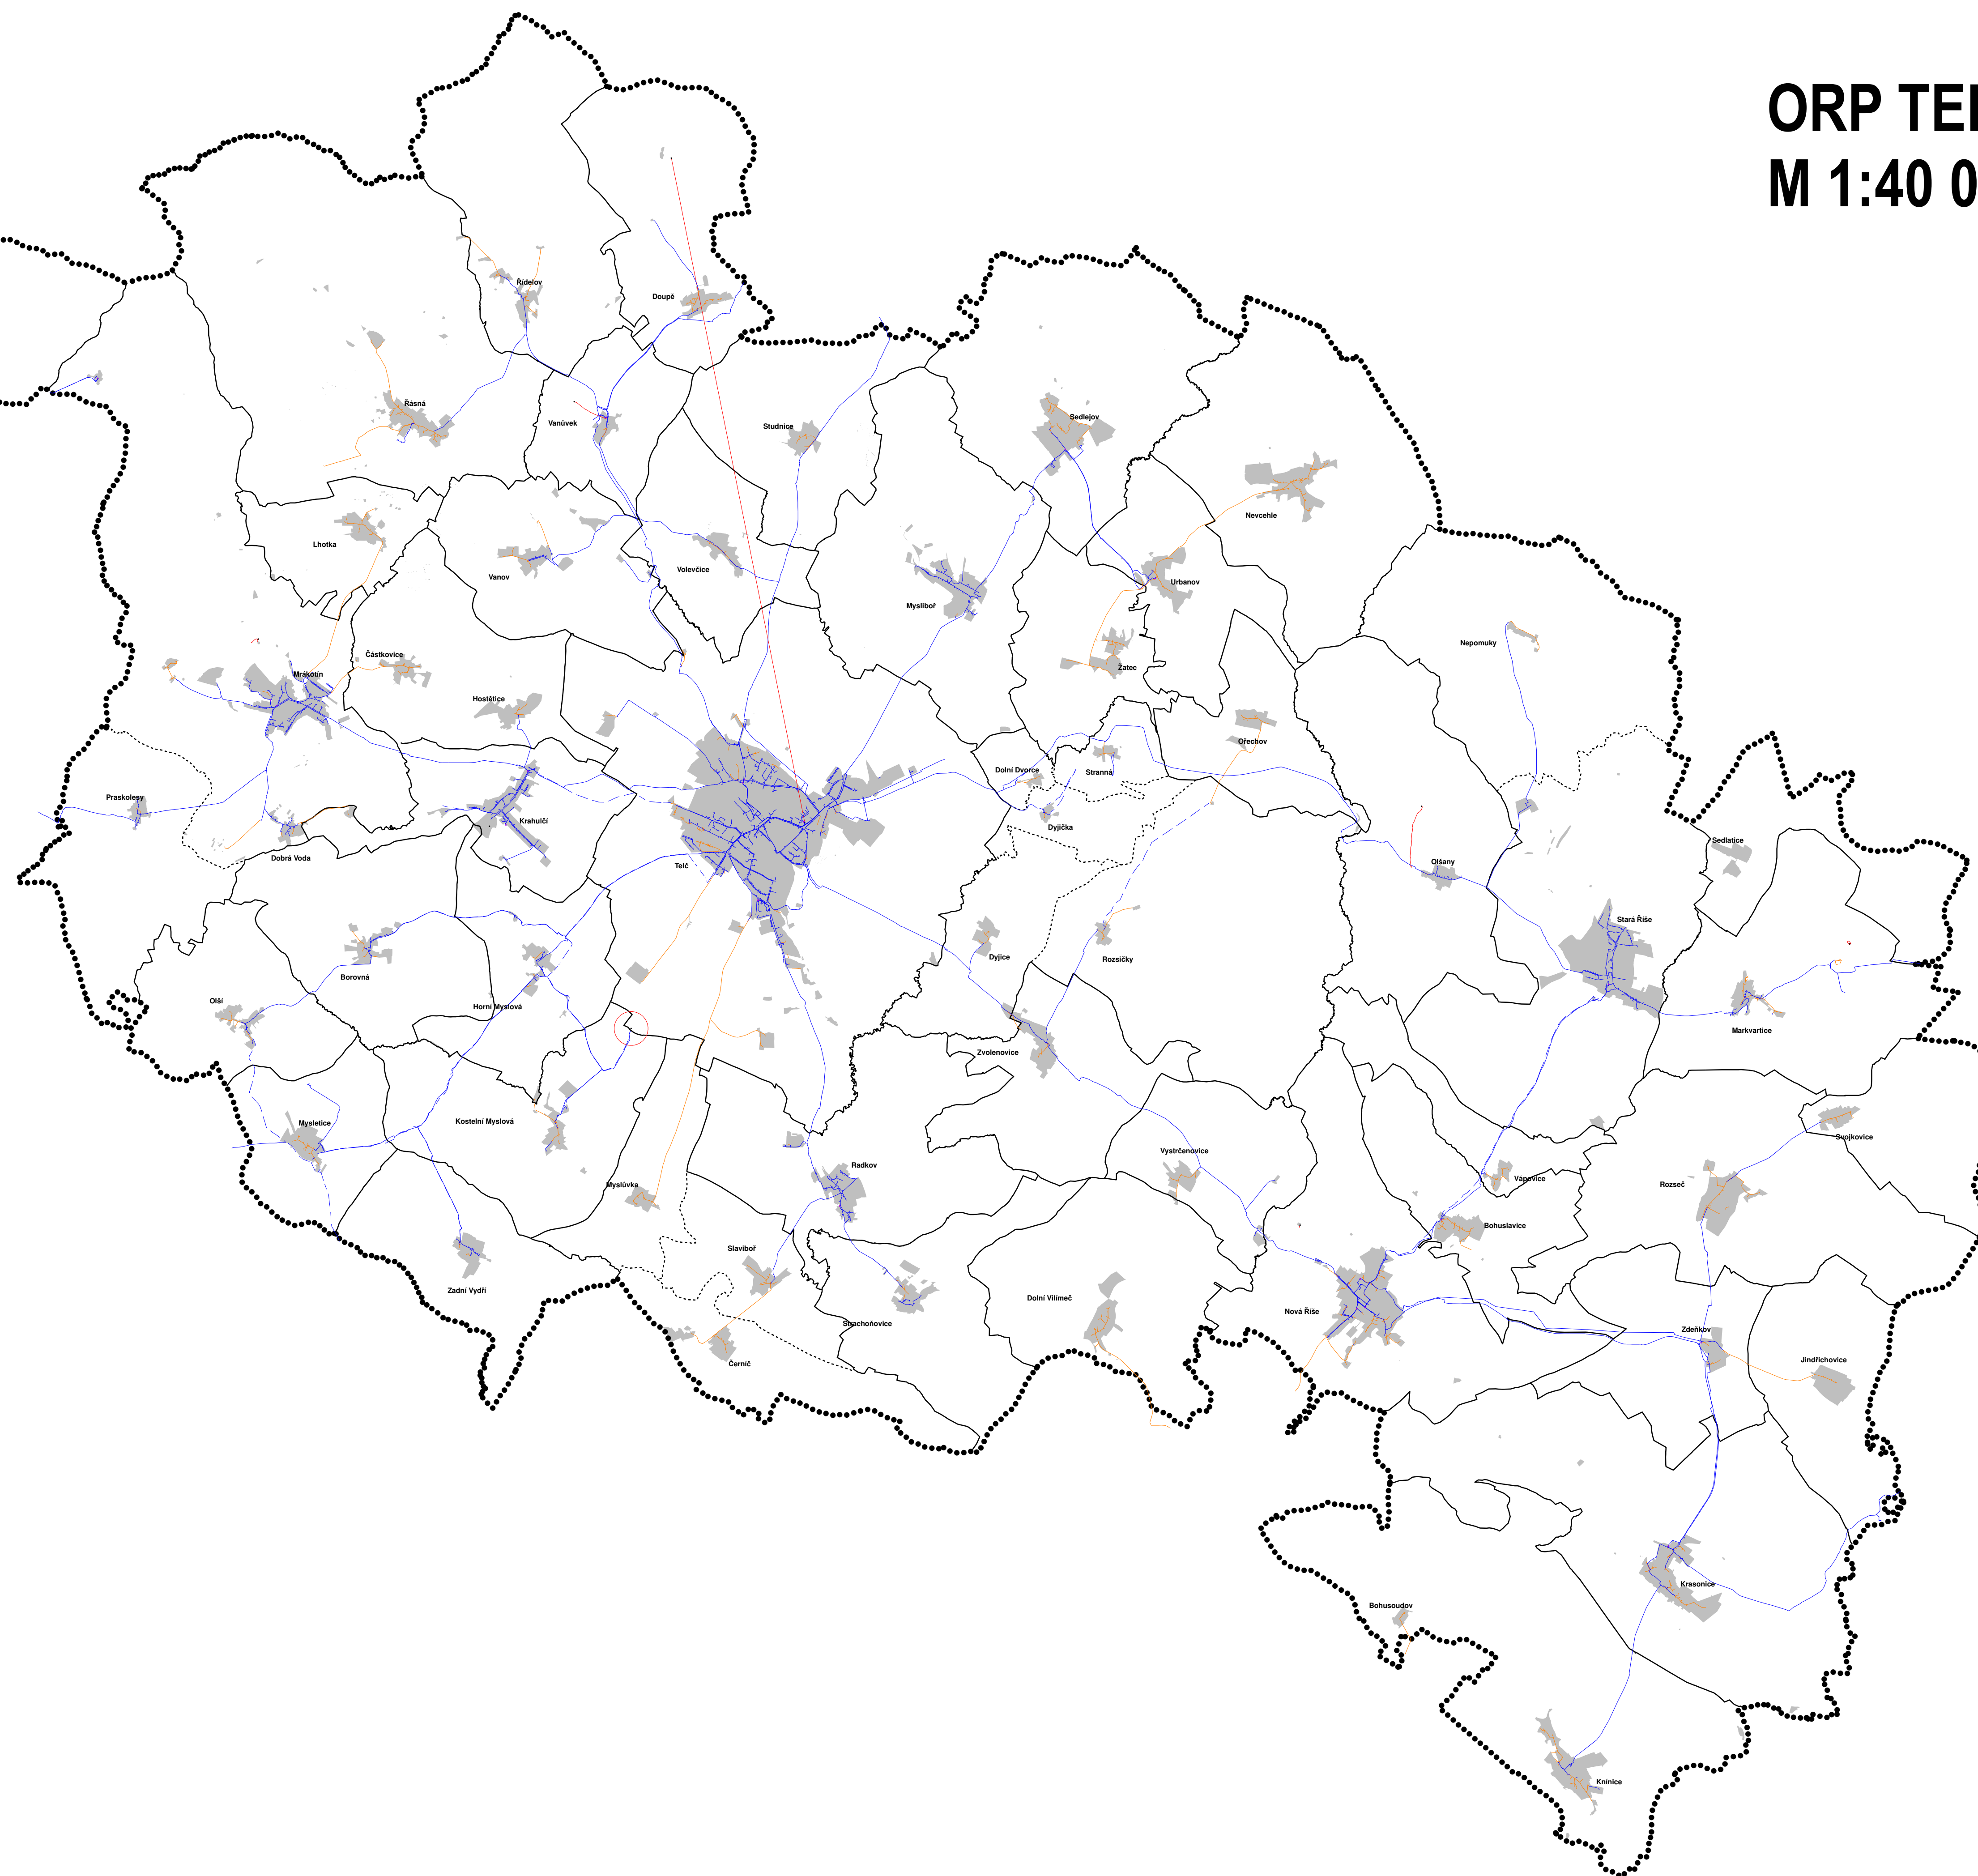 ORP TEL
M 1:40 0
Řídelov
Doupě
Řásná
Vanůvek
Studnice
Sedlejov
Nevcehle
Lhotka
Vanov
Volevčice
Urbanov
Mysliboř
Nepomuky
Částkovice
Žatec
Mrákotín
Hostětice
Ořechov
Dolní Dvorce
Stranná
Praskolesy
Krahulčí
Dyjička
Sedlatice
Dobrá Voda
Telč
Olšany
Stará Říše
Dyjice
Rozsíčky
Borovná
Olší
Horní Myslová
Markvartice
Zvolenovice
Mysletice
Kostelní Myslová
Svojkovice
Vystrčenovice
Radkov
Vápovice
Myslůvka
Rozseč
Bohuslavice
Slaviboř
Zadní Vydří
Dolní Vilímeč
Nová Říše
Strachoňovice
Zdeňkov
Černíč
Jindřichovice
Krasonice
Bohusoudov
Knínice